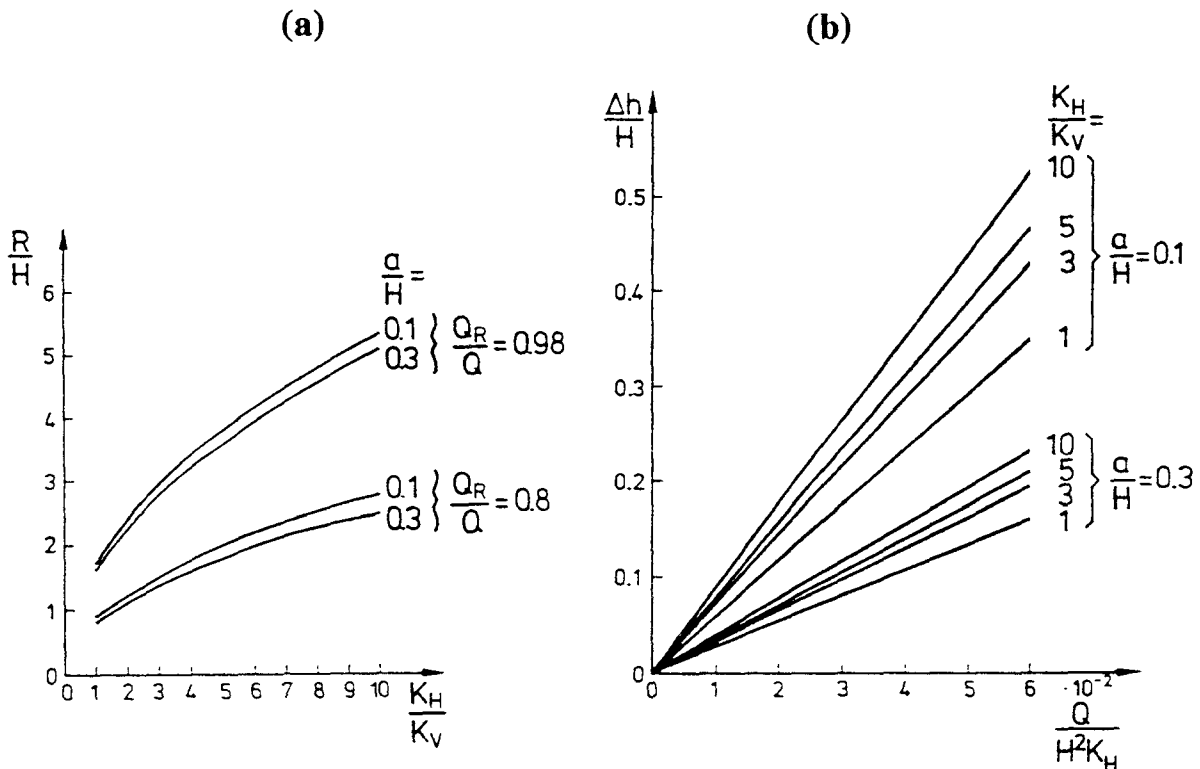 (a)
R/H
6
5
4
3
2
1
0
0 1 2 3 4 5 6 7 8 9 10
K_H/K_V
a/H =
0.1
0.3
Q_R/Q = 0.98
0.1
0.3
Q_R/Q = 0.8
(b)
Δh/H
0.5
0.4
0.3
0.2
0.1
0
0 1 2 3 4 5 6 ·10⁻²
Q/H²K_H
K_H/K_V =
10
5
3
1
a/H = 0.1
10
5
3
1
a/H = 0.3